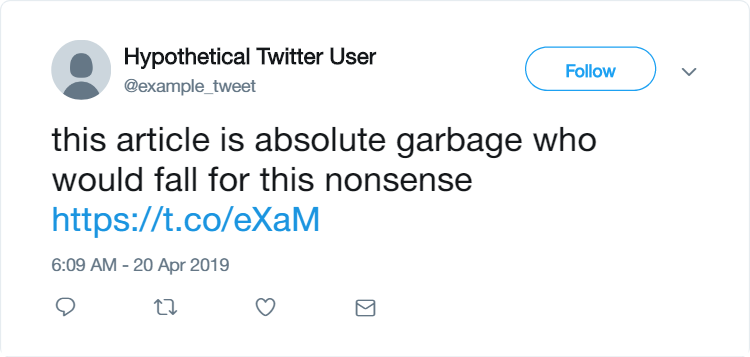 Hypothetical Twitter User
@example_tweet
Follow
this article is absolute garbage who
would fall for this nonsense
https://t.co/eXaM
6:09 AM - 20 Apr 2019